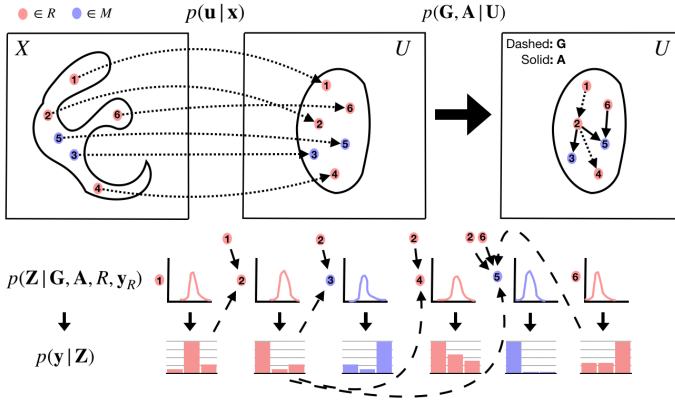 ∈ R ∈ M p(u|x) p(G, A|U)
X U Dashed: G U
Solid: A
1 1 1
2 6 2 6
6 2
5 5 5
3 3 3
4 4 4
1 2 2 2 6
p(Z|G, A, R, y_R) 1 2 3 4 5 6
p(y|Z)